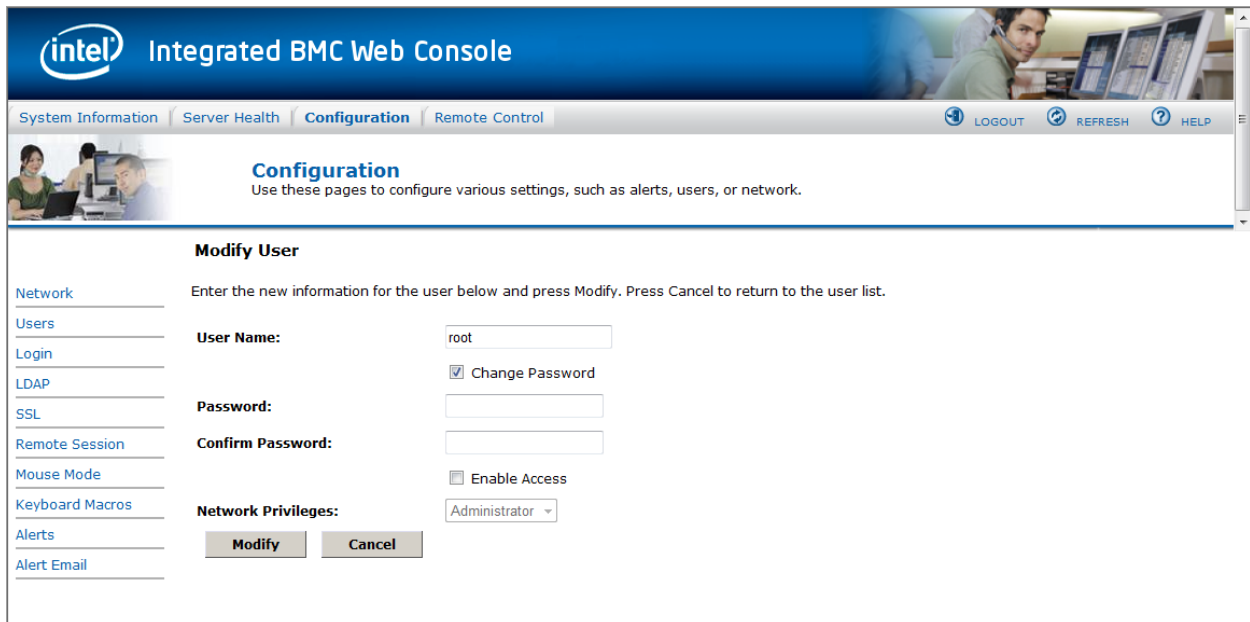 intel Integrated BMC Web Console
System Information Server Health Configuration Remote Control LOGOUT REFRESH ? HELP
Configuration
Use these pages to configure various settings, such as alerts, users, or network.
Modify User
Enter the new information for the user below and press Modify. Press Cancel to return to the user list.
Network
Users
Login
LDAP
SSL
Remote Session
Mouse Mode
Keyboard Macros
Alerts
Alert Email
User Name: root
Change Password
Password:
Confirm Password:
Enable Access
Network Privileges: Administrator
Modify Cancel